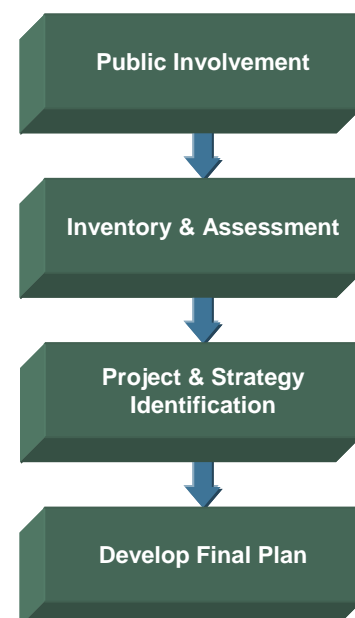 Public Involvement
Inventory & Assessment
Project & Strategy
Identification
Develop Final Plan